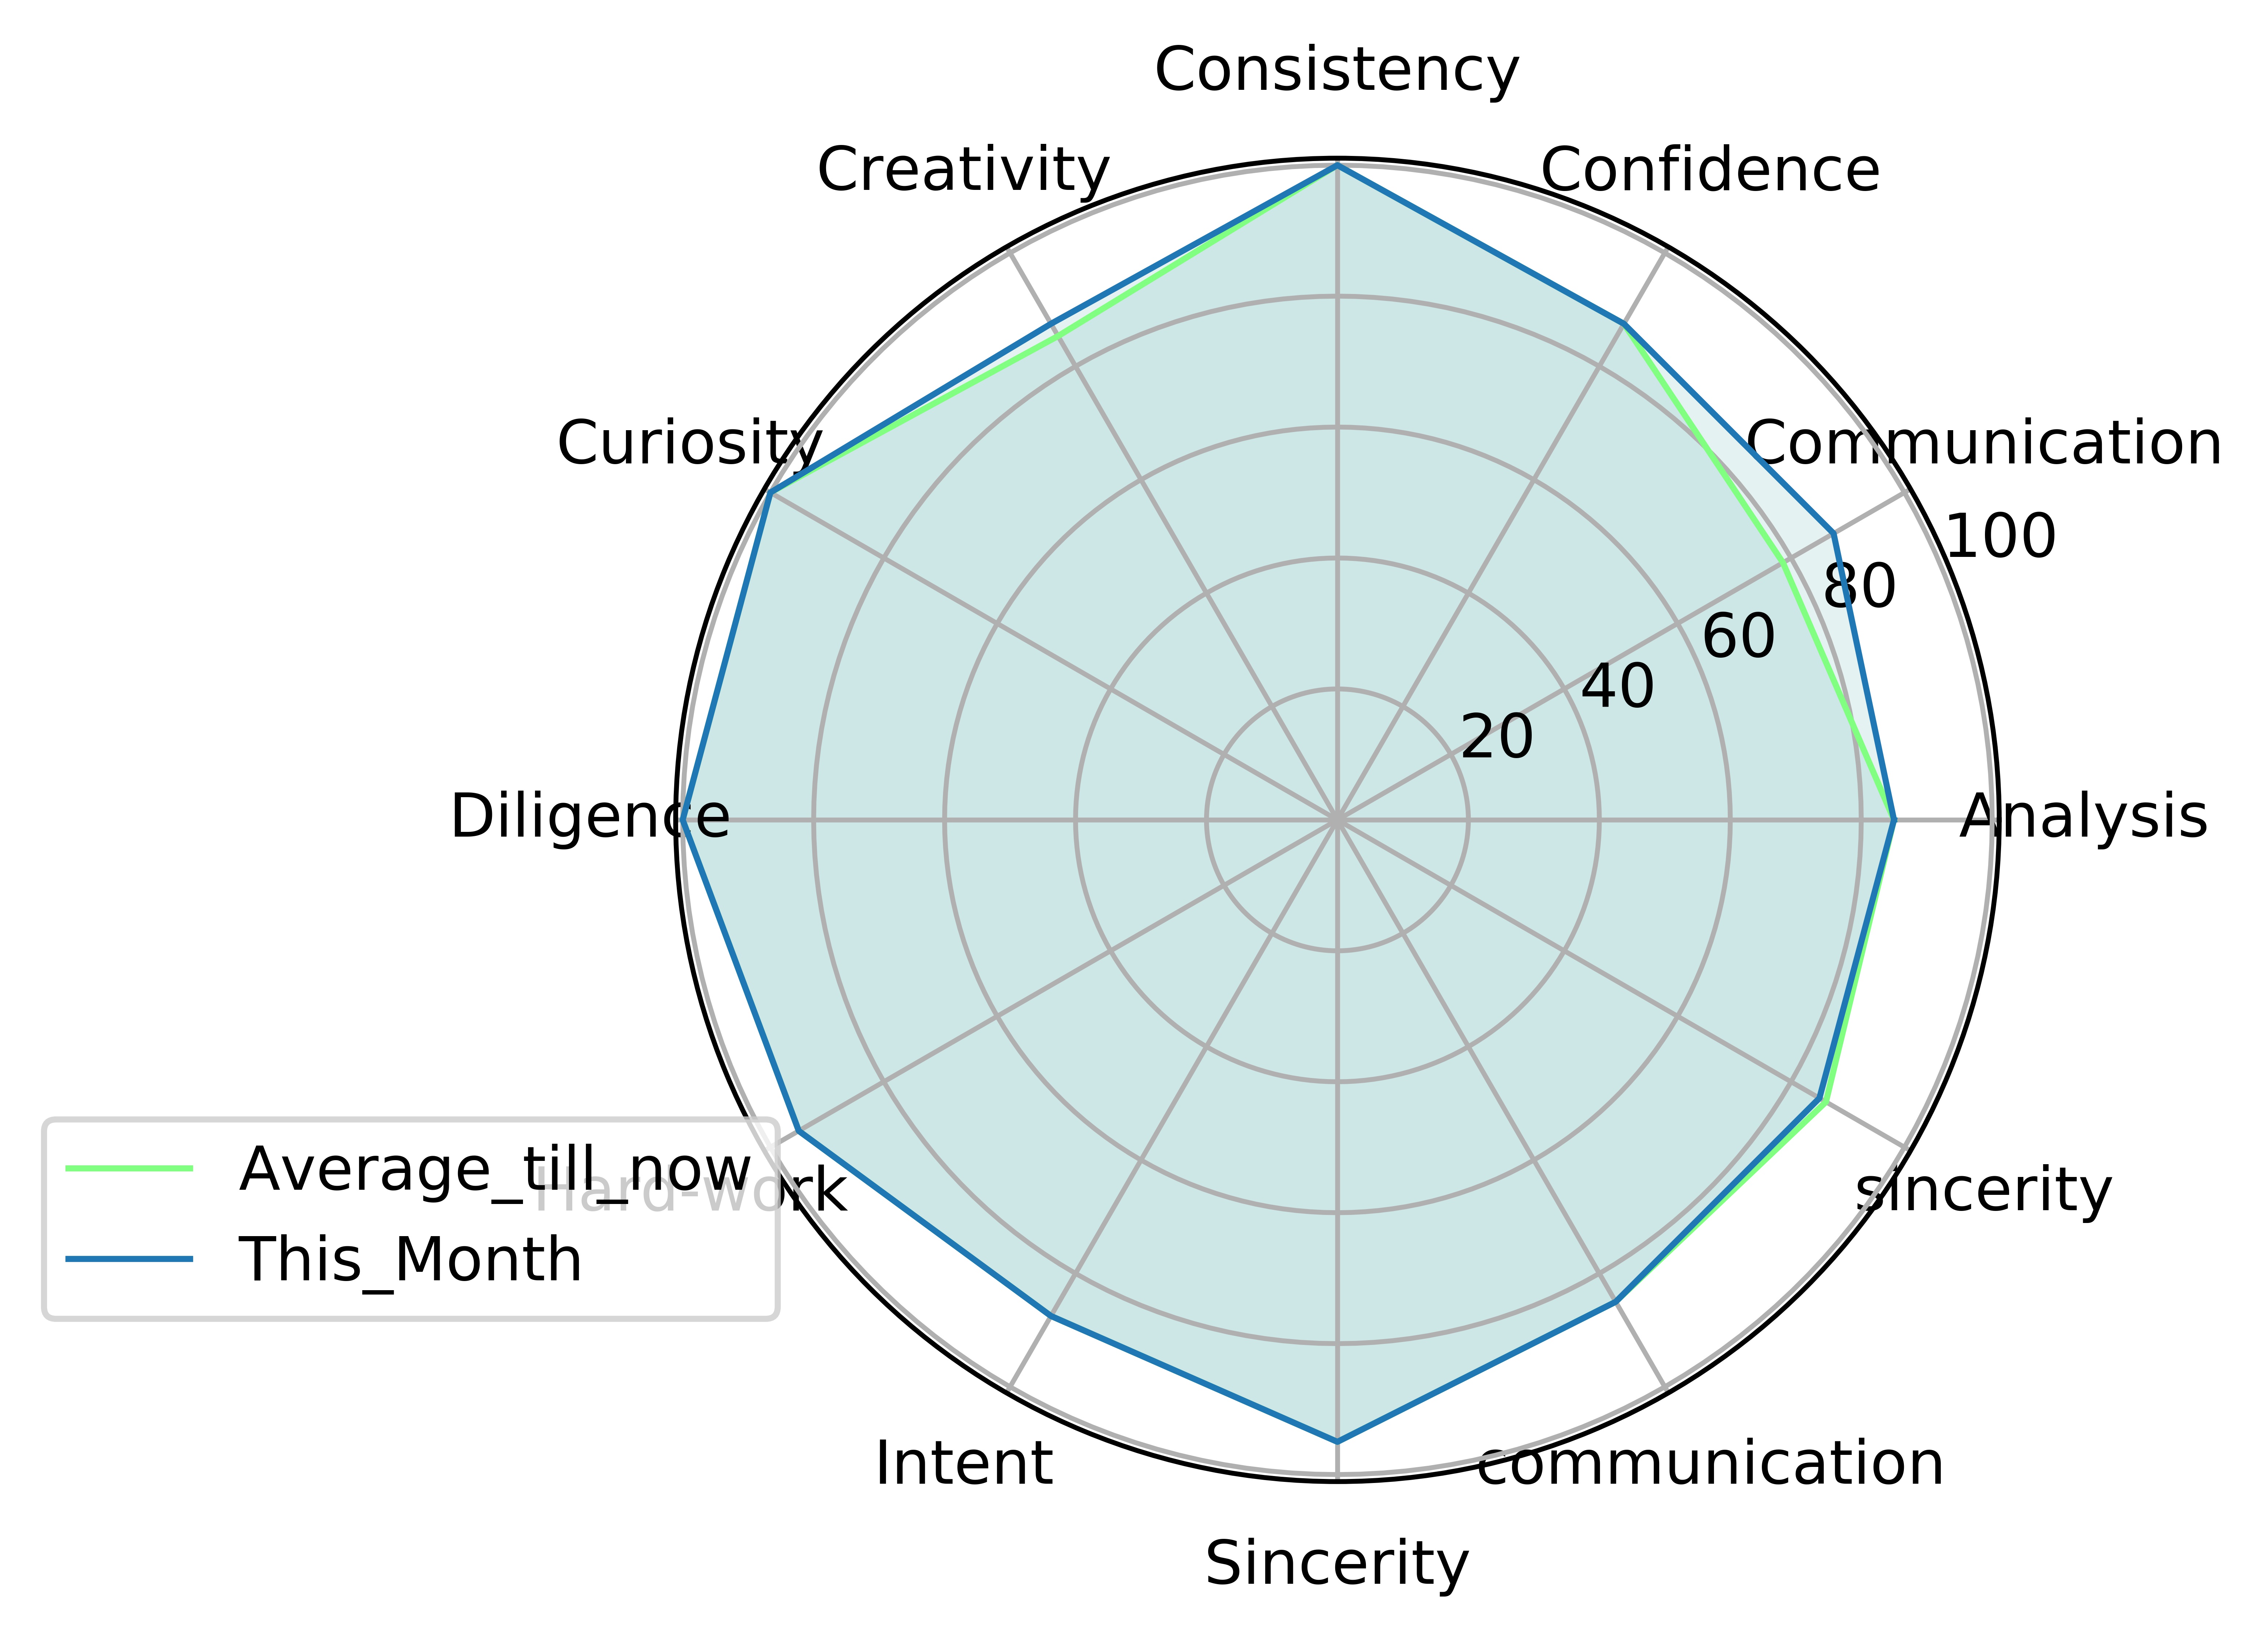 Consistency
Creativity
Confidence
Curiosity
Communication
100
80
60
40
20
Diligence
Analysis
Average_till_now
Hard-work
sincerity
This_Month
Intent
communication
Sincerity